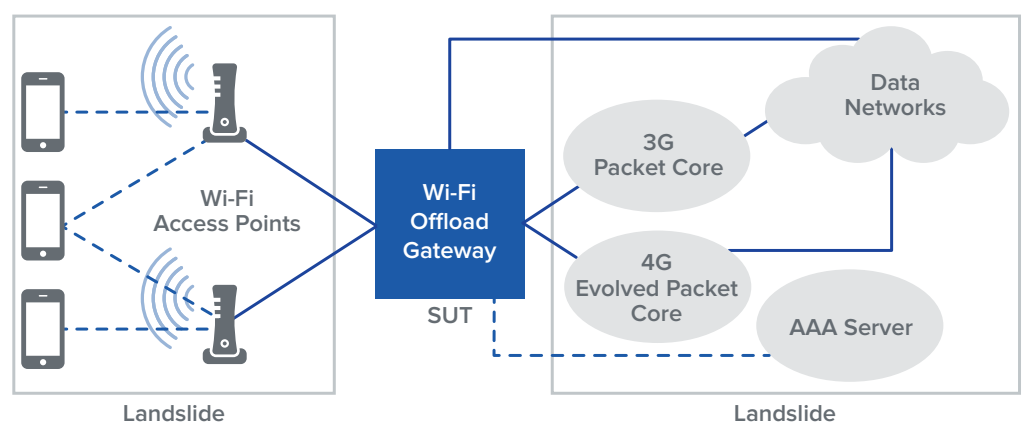 Wi-Fi
Access Points
Landslide
Wi-Fi
Offload
Gateway
SUT
3G
Packet Core
4G
Evolved Packet
Core
Data
Networks
AAA Server
Landslide